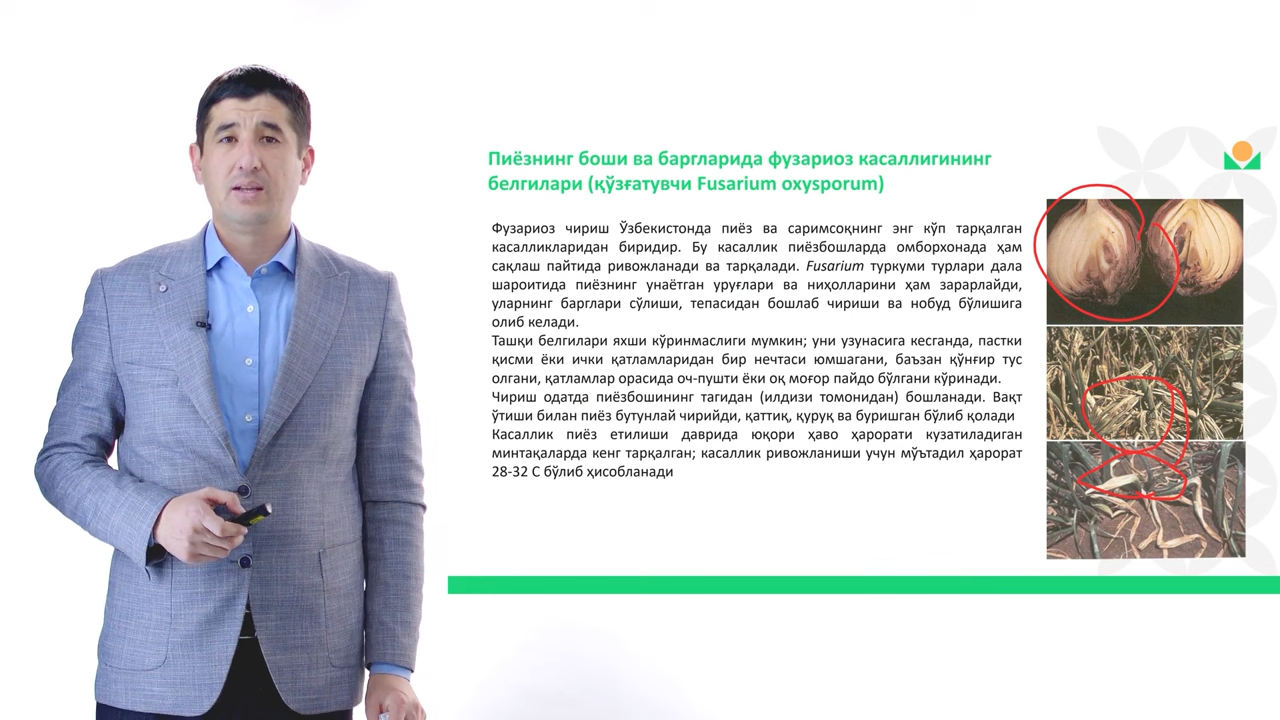 Пиёзнинг боши ва баргларида фузариоз касаллигининг
белгилари (қўзғатувчи Fusarium oxysporum)
Фузариоз чириш Ўзбекистонда пиёз ва саримсоқнинг энг кўп тарқалган
касалликларидан биридир. Бу касаллик пиёзбошларда омборхонада ҳам
сақлаш пайтида ривожланади ва тарқалади. Fusarium туркуми турлари дала
шароитида пиёзнинг унаётган уруғлари ва ниҳолларини ҳам зарарлайди,
уларнинг барглари сўлиши, тепасидан бошлаб чириши ва нобуд бўлишига
олиб келади.
Ташқи белгилари яхши кўринмаслиги мумкин; уни узунасига кесганда, пастки
қисми ёки ички қатламларидан бир нечтаси юмшагани, баъзан қўнғир тус
олгани, қатламлар орасида оч-пушти ёки оқ моғор пайдо бўлгани кўринади.
Чириш одатда пиёзбошининг тагидан (илдизи томонидан) бошланади. Вақт
ўтиши билан пиёз бутунлай чирийди, қаттиқ, қуруқ ва буришган бўлиб қолади
Касаллик пиёз етилиши даврида юқори ҳаво ҳарорати кузатиладиган
минтақаларда кенг тарқалган; касаллик ривожланиши учун мўътадил ҳарорат
28-32 С бўлиб ҳисобланади